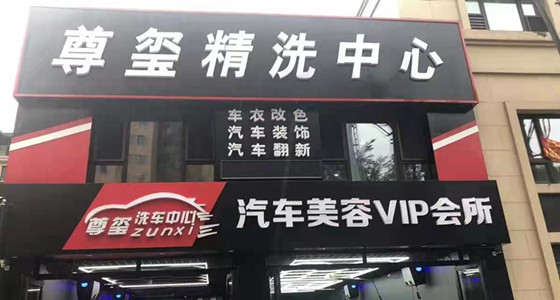 尊玺精洗中心
车衣改色
汽车装饰
汽车翻新
尊玺洗车中心
zunxi
汽车美容VIP会所